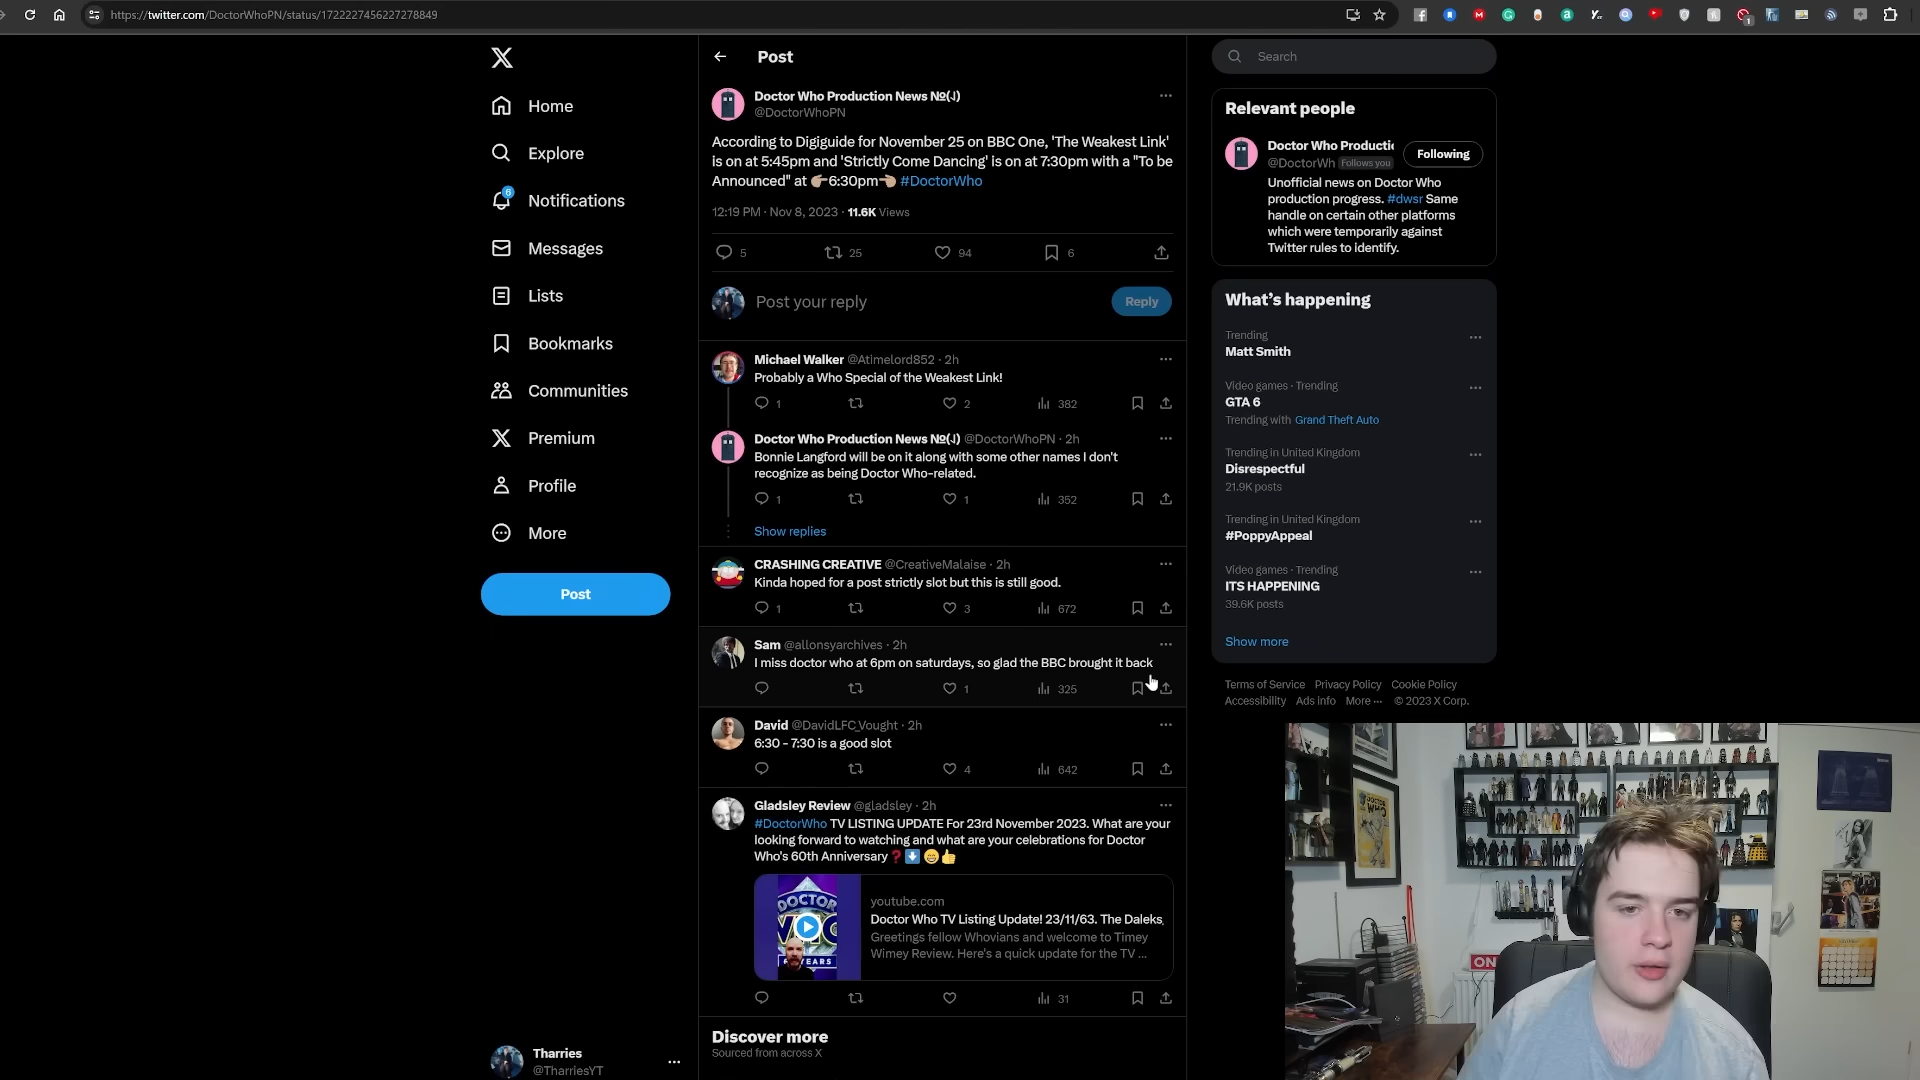 https://twitter.com/DoctorWhoPN/status/1722227456227278849
Post
Search
Home
Explore
6
Notifications
Messages
Lists
Bookmarks
Communities
Premium
Profile
More
Post
Tharries
@TharriesYT
Doctor Who Production News
@DoctorWhoPN
According to Digiguide for November 25 on BBC One, 'The Weakest Link'
is on at 5:45pm and 'Strictly Come Dancing' is on at 7:30pm with a "To be
Announced" at 👉🏼6:30pm👈🏼 #DoctorWho
12:19 PM · Nov 8, 2023 · 11.6K Views
5 25 94 6
Post your reply
Reply
Michael Walker @Atimelord852 · 2h
Probably a Who Special of the Weakest Link!
1 2 382
Doctor Who Production News @DoctorWhoPN · 2h
Bonnie Langford will be on it along with some other names I don't
recognize as being Doctor Who-related.
1 1 352
Show replies
CRASHING CREATIVE @CreativeMalaise · 2h
Kinda hoped for a post strictly slot but this is still good.
1 3 672
Sam @allonsyarchives · 2h
I miss doctor who at 6pm on saturdays, so glad the BBC brought it back
1 325
David @DavidLFC_Vought · 2h
6:30 - 7:30 is a good slot
4 642
Gladsley Review @gladsley · 2h
#DoctorWho TV LISTING UPDATE For 23rd November 2023. What are your
looking forward to watching and what are your celebrations for Doctor
Who's 60th Anniversary❓⬇️😁👍
DOCTOR
WHO
YEARS
youtube.com
Doctor Who TV Listing Update! 23/11/63. The Daleks,
Greetings fellow Whovians and welcome to Timey
Wimey Review. Here's a quick update for the TV ...
31
Discover more
Sourced from across X
Relevant people
Doctor Who Producti
@DoctorWh Follows you
Following
Unofficial news on Doctor Who
production progress. #dwsr Same
handle on certain other platforms
which were temporarily against
Twitter rules to identify.
What's happening
Trending
Matt Smith
Video games · Trending
GTA 6
Trending with Grand Theft Auto
Trending in United Kingdom
Disrespectful
21.9K posts
Trending in United Kingdom
#PoppyAppeal
Video games · Trending
ITS HAPPENING
39.6K posts
Show more
Terms of Service Privacy Policy Cookie Policy
Accessibility Ads info More ··· © 2023 X Corp.
ON